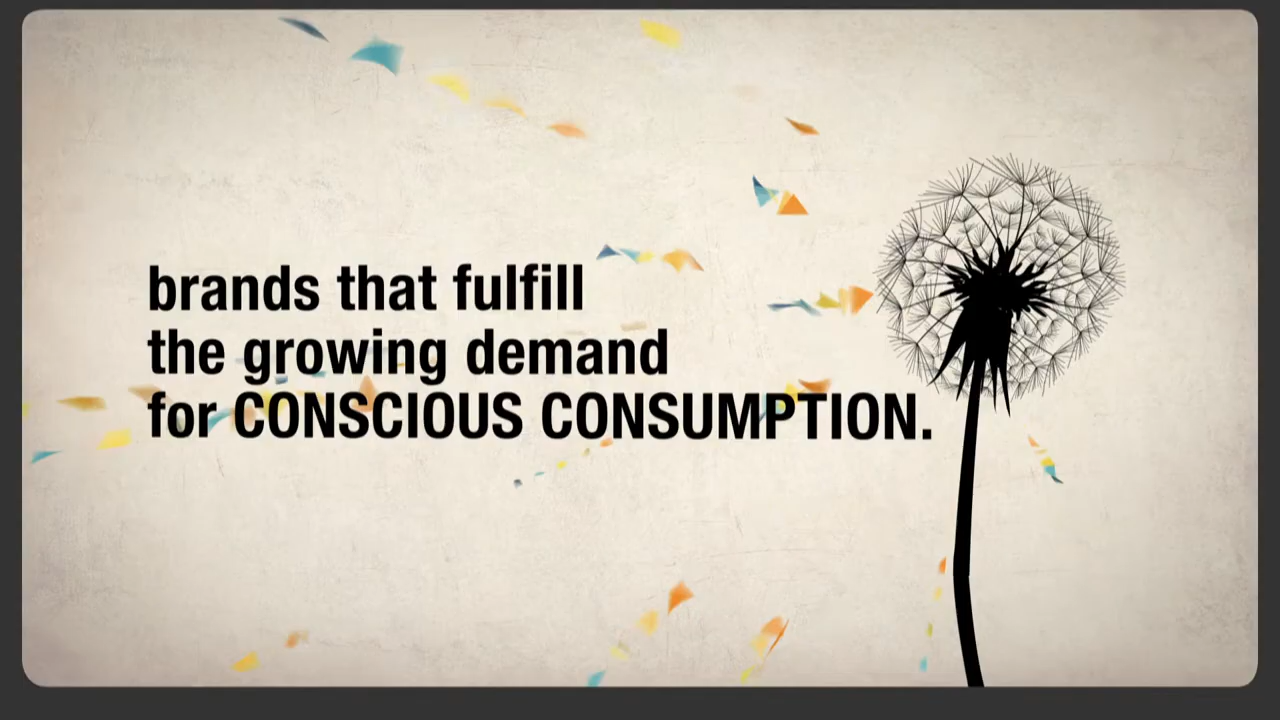 brands that fulfill
the growing demand
for CONSCIOUS CONSUMPTION.